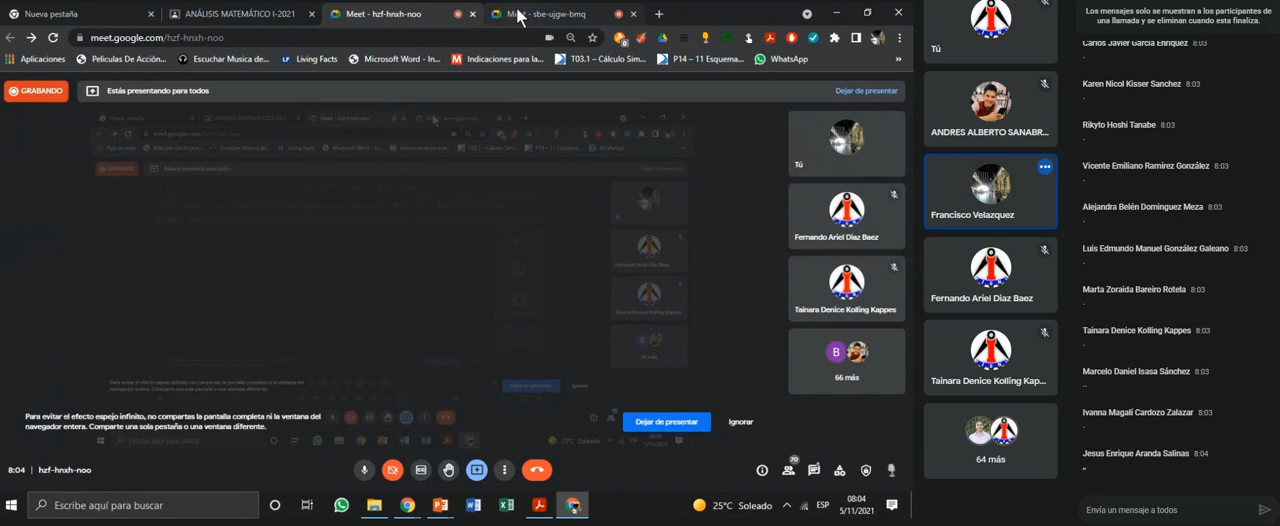 Nueva pestaña
ANÁLISIS MATEMÁTICO I-2021
Meet - hzf-hnxh-noo
Meet - sbe-ujgw-bmq
meet.google.com/hzf-hnxh-noo
Aplicaciones
Peliculas De Acción...
Escuchar Musica de...
LF Living Facts
Microsoft Word - In...
Indicaciones para la...
T03.1 – Cálculo Sim...
P14 – 11 Esquema...
WhatsApp
GRABANDO
Estás presentando para todos
Dejar de presentar
Tú
Fernando Ariel Diaz Baez
Tainara Denice Kolling Kappes
B
66 más
Para evitar el efecto espejo infinito, no compartas la pantalla completa ni la ventana del
navegador entera. Comparte una sola pestaña o una ventana diferente.
Dejar de presentar
Ignorar
8:04 | hzf-hnxh-noo
70
Escribe aquí para buscar
25°C Soleado
ESP
08:04
5/11/2021
Tú
ANDRES ALBERTO SANABR...
Francisco Velazquez
Fernando Ariel Diaz Baez
Tainara Denice Kolling Kap...
64 más
Los mensajes solo se muestran a los participantes de
una llamada y se eliminan cuando esta finaliza.
Carlos Javier García Enriquez 8:03
.
Karen Nicol Kisser Sanchez 8:03
.
Rikyto Hoshi Tanabe 8:03
.
Vicente Emiliano Ramírez González 8:03
.
Alejandra Belén Dominguez Meza 8:03
.
Luis Edmundo Manuel González Galeano 8:03
.
Marta Zoraida Bareiro Rotela 8:03
.
Tainara Denice Kolling Kappes 8:03
.
Marcelo Daniel Isasa Sánchez 8:03
..
Ivanna Magalí Cardozo Zalazar 8:03
.
Jesus Enrique Aranda Salinas 8:04
Envía un mensaje a todos